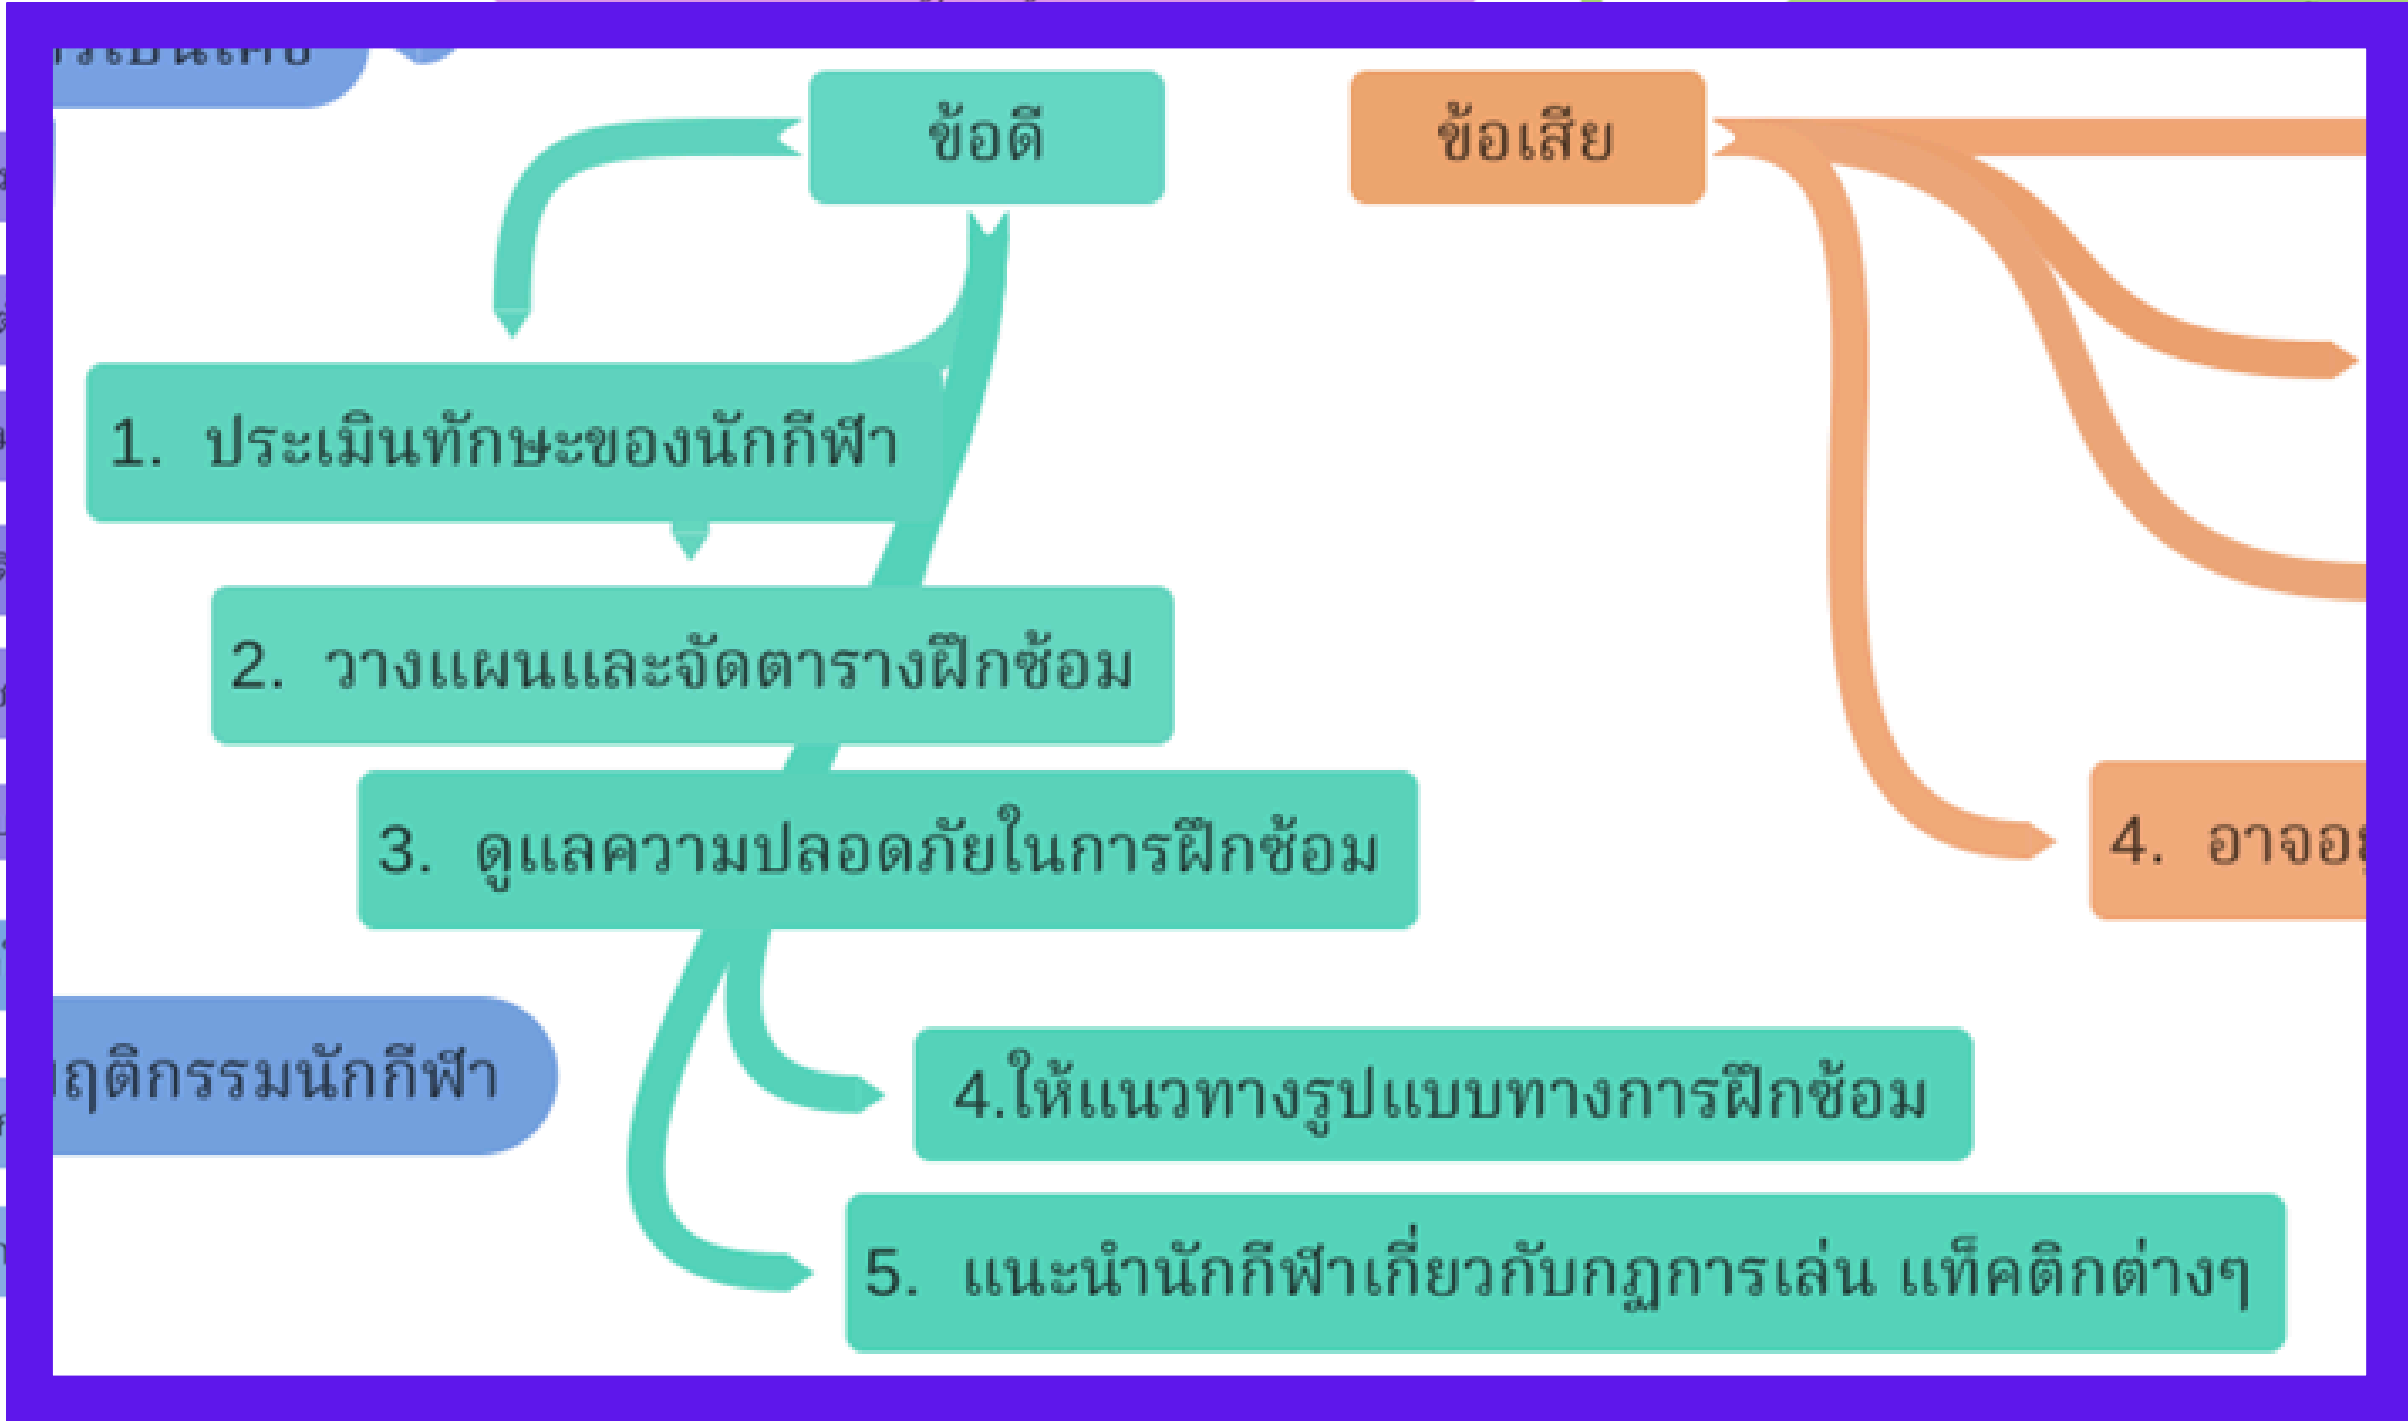 ข้อดี
ข้อเสีย
1. ประเมินทักษะของนักกีฬา
2. วางแผนและจัดตารางฝึกซ้อม
3. ดูแลความปลอดภัยในการฝึกซ้อม
4.
4.ให้แนวทางรูปแบบทางการฝึกซ้อม
5. แนะนำนักกีฬาเกี่ยวกับกฏการเล่น แท็คติกต่างๆ